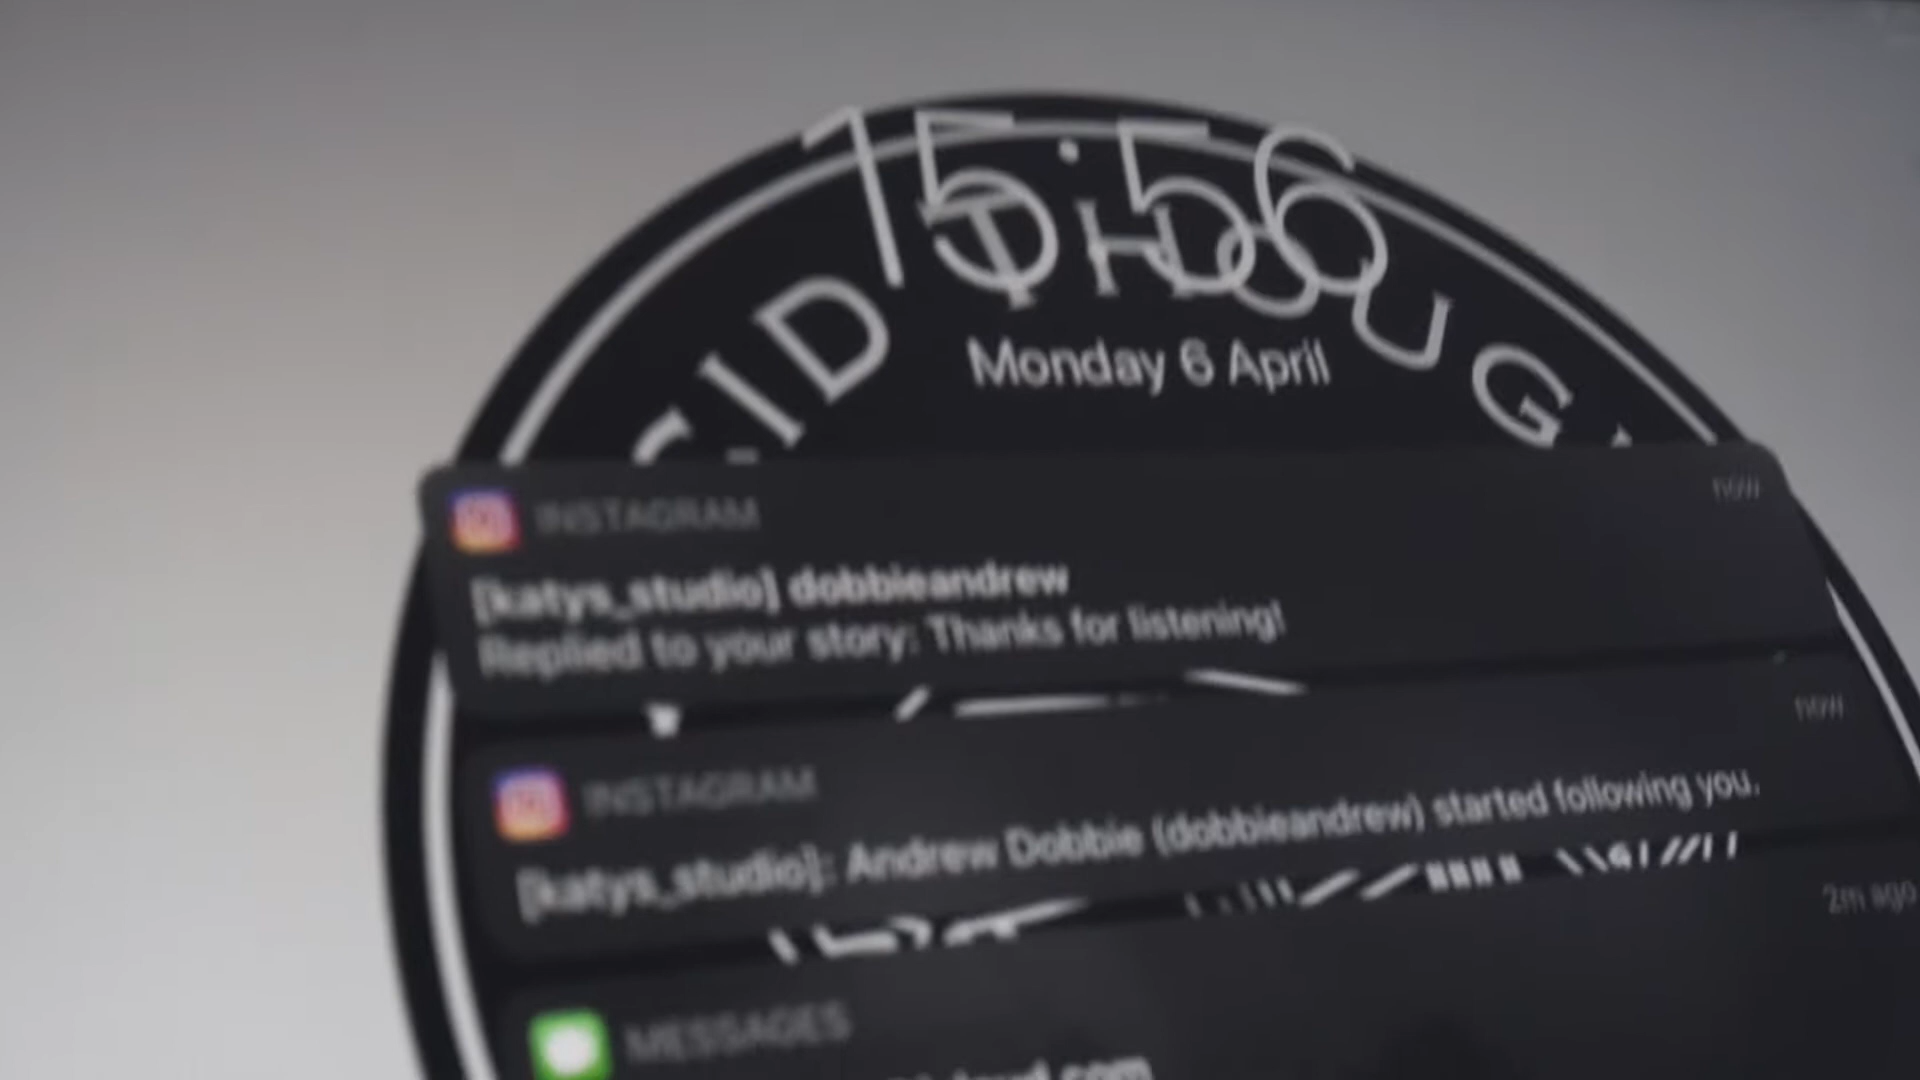 15:56
Monday 6 April
INSTAGRAM
now
[katys_studio] dobbieandrew
Replied to your story: Thanks for listening!
INSTAGRAM
now
[katys_studio]: Andrew Dobbie (dobbieandrew) started following you.
2m ago
MESSAGES